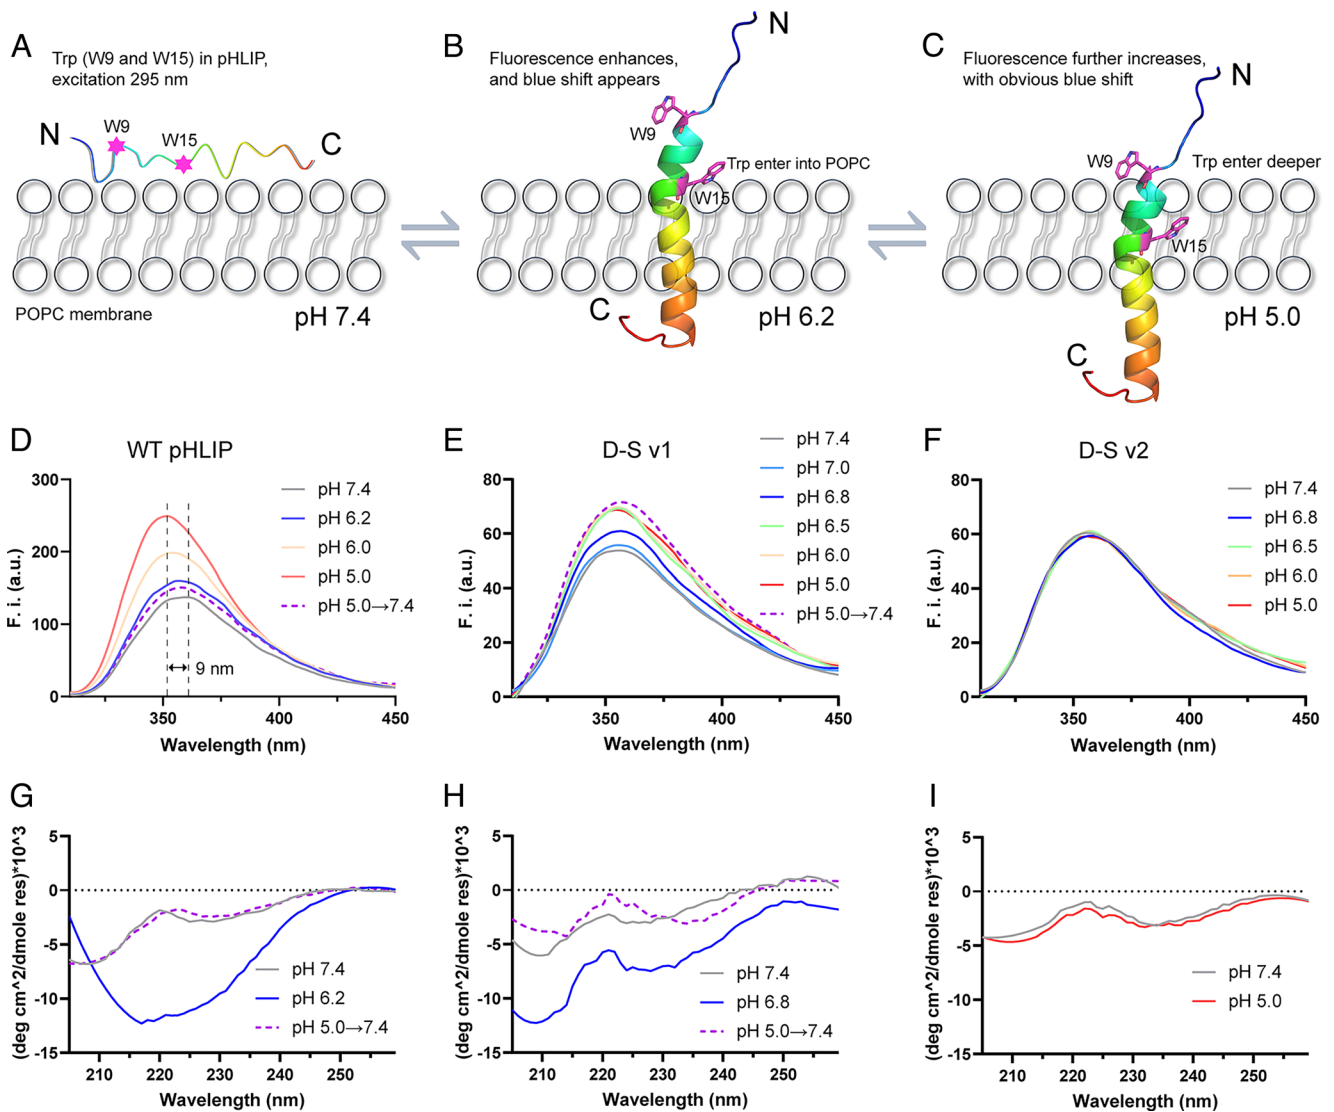 A
Trp (W9 and W15) in pHLIP,
excitation 295 nm
N
W9
W15
C
POPC membrane
pH 7.4
B
Fluorescence enhances,
and blue shift appears
N
W9
Trp enter into POPC
W15
C
pH 6.2
C
Fluorescence further increases,
with obvious blue shift
N
W9
Trp enter deeper
W15
C
pH 5.0
D
WT pHLIP
300
200
100
0
350
400
450
F. i. (a.u.)
Wavelength (nm)
pH 7.4
pH 6.2
pH 6.0
pH 5.0
pH 5.0→7.4
9 nm
E
D-S v1
80
60
40
20
0
350
400
450
F. i. (a.u.)
Wavelength (nm)
pH 7.4
pH 7.0
pH 6.8
pH 6.5
pH 6.0
pH 5.0
pH 5.0→7.4
F
D-S v2
80
60
40
20
0
350
400
450
F. i. (a.u.)
Wavelength (nm)
pH 7.4
pH 6.8
pH 6.5
pH 6.0
pH 5.0
G
5
0
-5
-10
-15
210
220
230
240
250
(deg cm^2/dmole res)*10^3
Wavelength (nm)
pH 7.4
pH 6.2
pH 5.0→7.4
H
5
0
-5
-10
-15
210
220
230
240
250
(deg cm^2/dmole res)*10^3
Wavelength (nm)
pH 7.4
pH 6.8
pH 5.0→7.4
I
5
0
-5
-10
-15
210
220
230
240
250
(deg cm^2/dmole res)*10^3
Wavelength (nm)
pH 7.4
pH 5.0